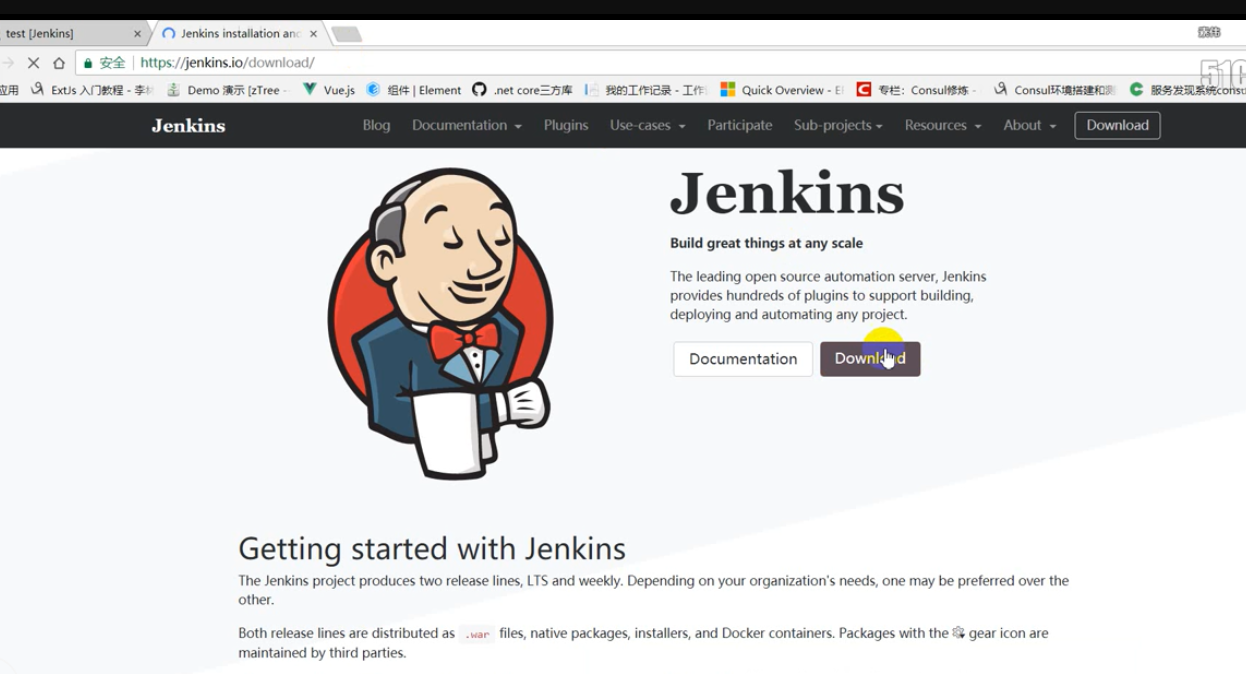 test [Jenkins]
Jenkins installation and
安全 https://jenkins.io/download/
应用 ExtJs 入门教程 - 李 Demo 演示 [zTree - Vue.js 组件 | Element .net core三方库 我的工作记录 - 工作 Quick Overview - El 专栏：Consul修炼 - Consul环境搭建和 服务发现系统consul
Jenkins Blog Documentation Plugins Use-cases Participate Sub-projects Resources About Download
Jenkins
Build great things at any scale
The leading open source automation server, Jenkins
provides hundreds of plugins to support building,
deploying and automating any project.
Documentation Download
Getting started with Jenkins
The Jenkins project produces two release lines, LTS and weekly. Depending on your organization's needs, one may be preferred over the
other.
Both release lines are distributed as .war files, native packages, installers, and Docker containers. Packages with the gear icon are
maintained by third parties.